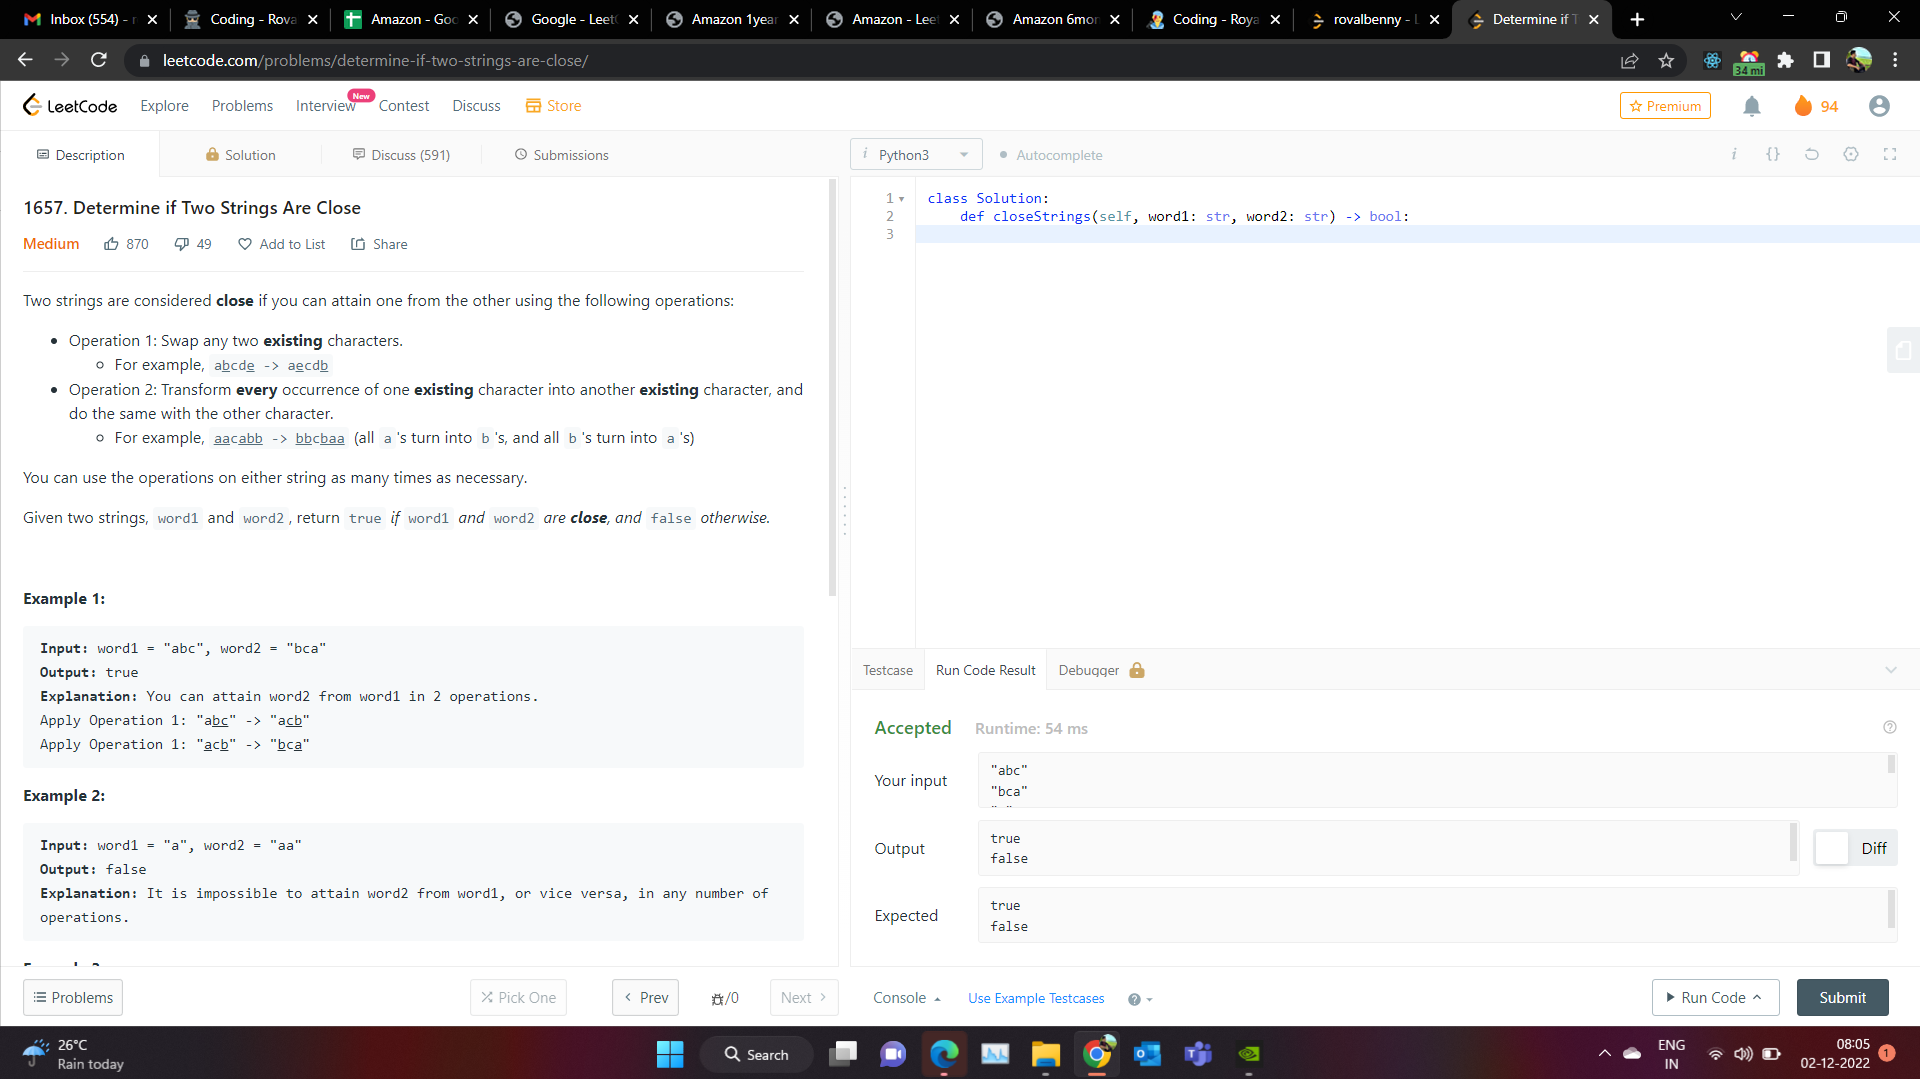 Inbox (554) - r
Coding - Rova
Amazon - Goo
Google - LeetC
Amazon 1year
Amazon - Leet
Amazon 6mon
Coding - Roya
rovalbenny - L
Determine if T
leetcode.com/problems/determine-if-two-strings-are-close/
34 mi
LeetCode
Explore
Problems
Interview
New
Contest
Discuss
Store
Premium
94
Description
Solution
Discuss (591)
Submissions
i Python3
Autocomplete
i {}
1657. Determine if Two Strings Are Close
Medium 870 49 Add to List Share
Two strings are considered close if you can attain one from the other using the following operations:
• Operation 1: Swap any two existing characters.
◦ For example, abcde -> aecdb
• Operation 2: Transform every occurrence of one existing character into another existing character, and
do the same with the other character.
◦ For example, aacabb -> bbcbaa (all a 's turn into b 's, and all b 's turn into a 's)
You can use the operations on either string as many times as necessary.
Given two strings, word1 and word2 , return true if word1 and word2 are close, and false otherwise.
Example 1:
Input: word1 = "abc", word2 = "bca"
Output: true
Explanation: You can attain word2 from word1 in 2 operations.
Apply Operation 1: "abc" -> "acb"
Apply Operation 1: "acb" -> "bca"
Example 2:
Input: word1 = "a", word2 = "aa"
Output: false
Explanation: It is impossible to attain word2 from word1, or vice versa, in any number of
operations.
Problems
Pick One
Prev
/0
Next
1 class Solution:
2 def closeStrings(self, word1: str, word2: str) -> bool:
3
Testcase
Run Code Result
Debugger
Accepted Runtime: 54 ms
Your input
"abc"
"bca"
Output
true
false
Diff
Expected
true
false
Console
Use Example Testcases
Run Code
Submit
26°C
Rain today
Search
ENG
IN
08:05
02-12-2022
1